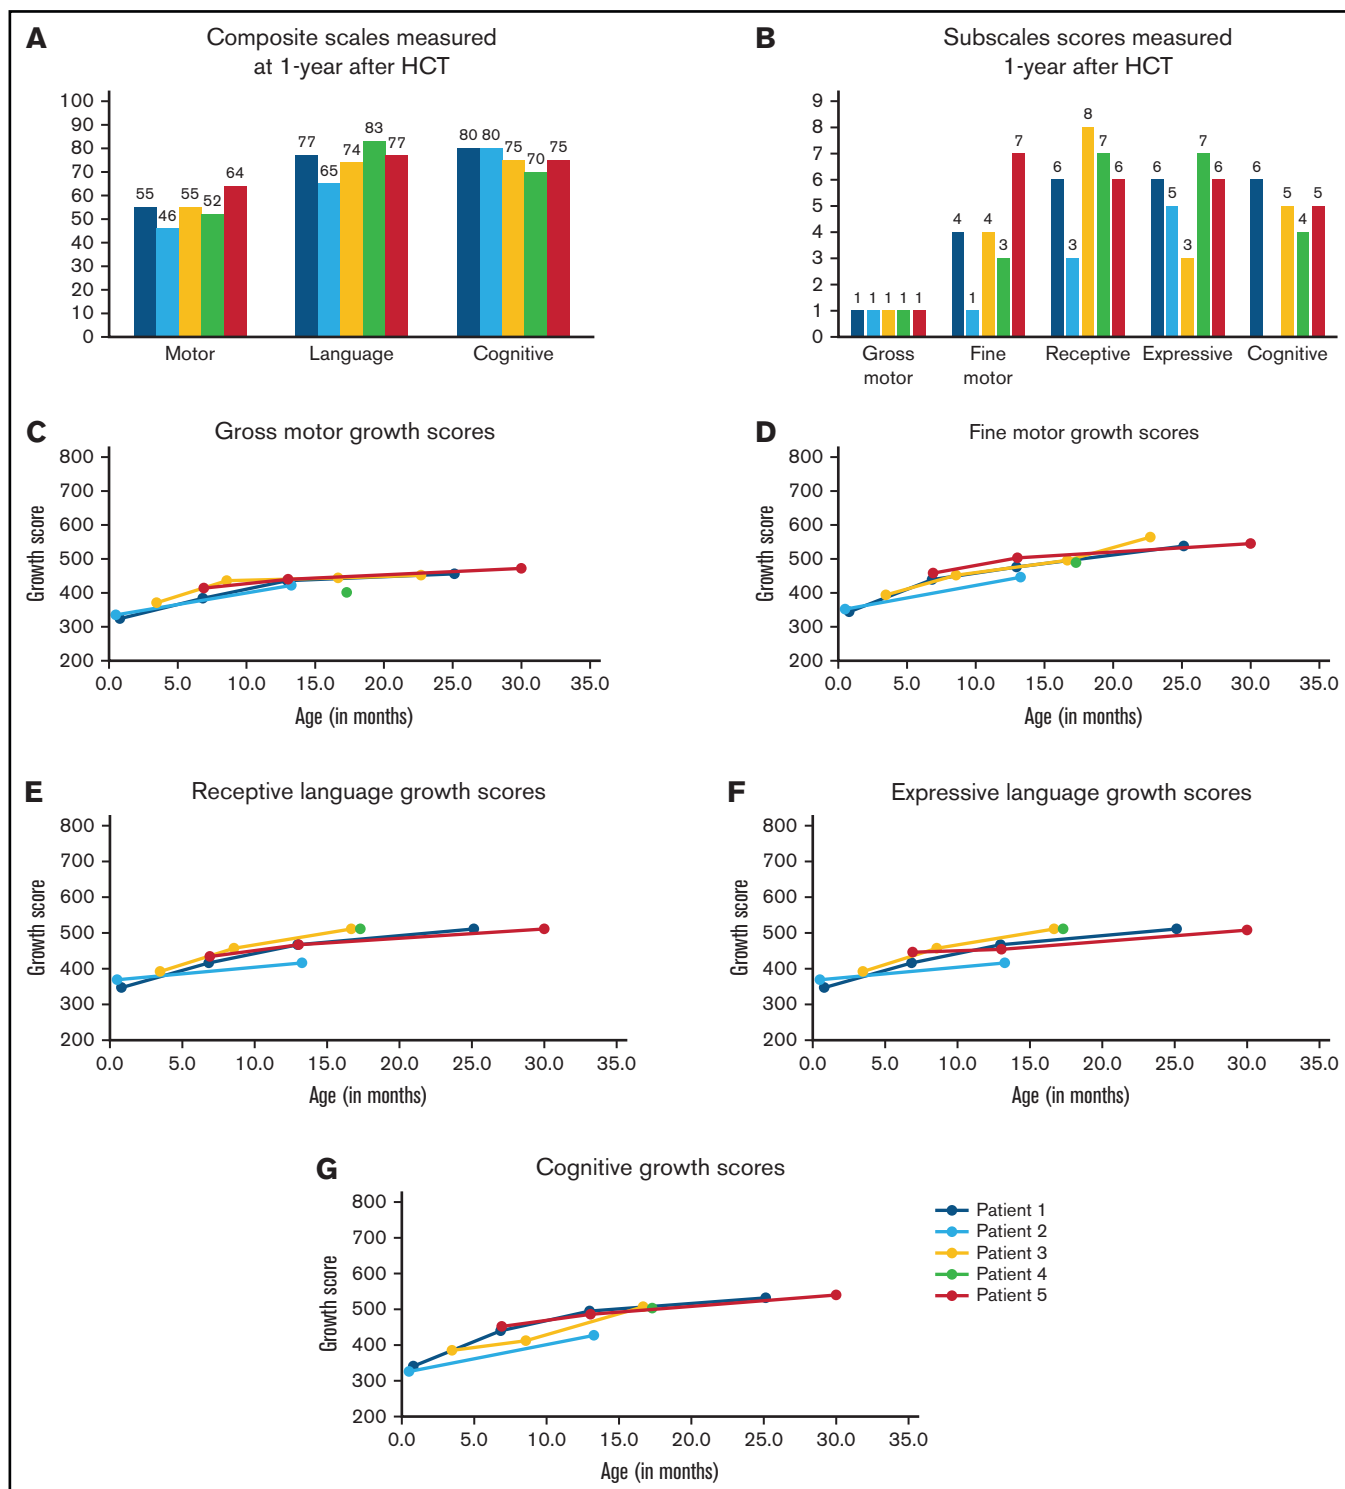 A
Composite scales measured
at 1-year after HCT
100
90
80
70
60
50
40
30
20
10
0
55
46
55
52
64
77
65
74
83
77
80
80
75
70
75
Motor
Language
Cognitive
B
Subscales scores measured
1-year after HCT
9
8
7
6
5
4
3
2
1
0
1
1
1
1
1
4
1
4
3
7
6
3
8
7
6
6
5
3
7
6
6
5
4
5
Gross
motor
Fine
motor
Receptive
Expressive
Cognitive
C
Gross motor growth scores
800
700
600
500
400
300
200
Growth score
0.0 5.0 10.0 15.0 20.0 25.0 30.0 35.0
Age (in months)
D
Fine motor growth scores
800
700
600
500
400
300
200
Growth score
0.0 5.0 10.0 15.0 20.0 25.0 30.0 35.0
Age (in months)
E
Receptive language growth scores
800
700
600
500
400
300
200
Growth score
0.0 5.0 10.0 15.0 20.0 25.0 30.0 35.0
Age (in months)
F
Expressive language growth scores
800
700
600
500
400
300
200
Growth score
0.0 5.0 10.0 15.0 20.0 25.0 30.0 35.0
Age (in months)
G
Cognitive growth scores
800
700
600
500
400
300
200
Growth score
0.0 5.0 10.0 15.0 20.0 25.0 30.0 35.0
Age (in months)
Patient 1
Patient 2
Patient 3
Patient 4
Patient 5